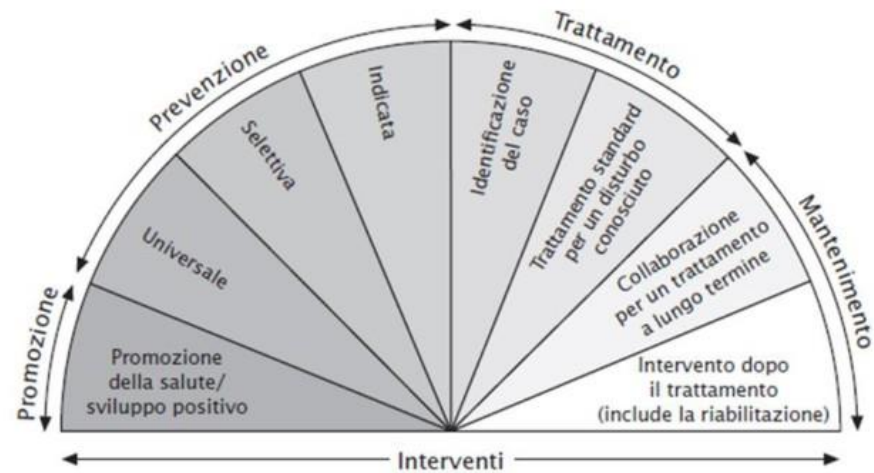 Promozione
Prevenzione
Trattamento
Mantenimento
Promozione
della salute/
sviluppo positivo
Universale
Selettiva
Indicata
Identificazione
del caso
Trattamento standard
per un disturbo
conosciuto
Collaborazione
per un trattamento
a lungo termine
Intervento dopo
il trattamento
(include la riabilitazione)
Interventi